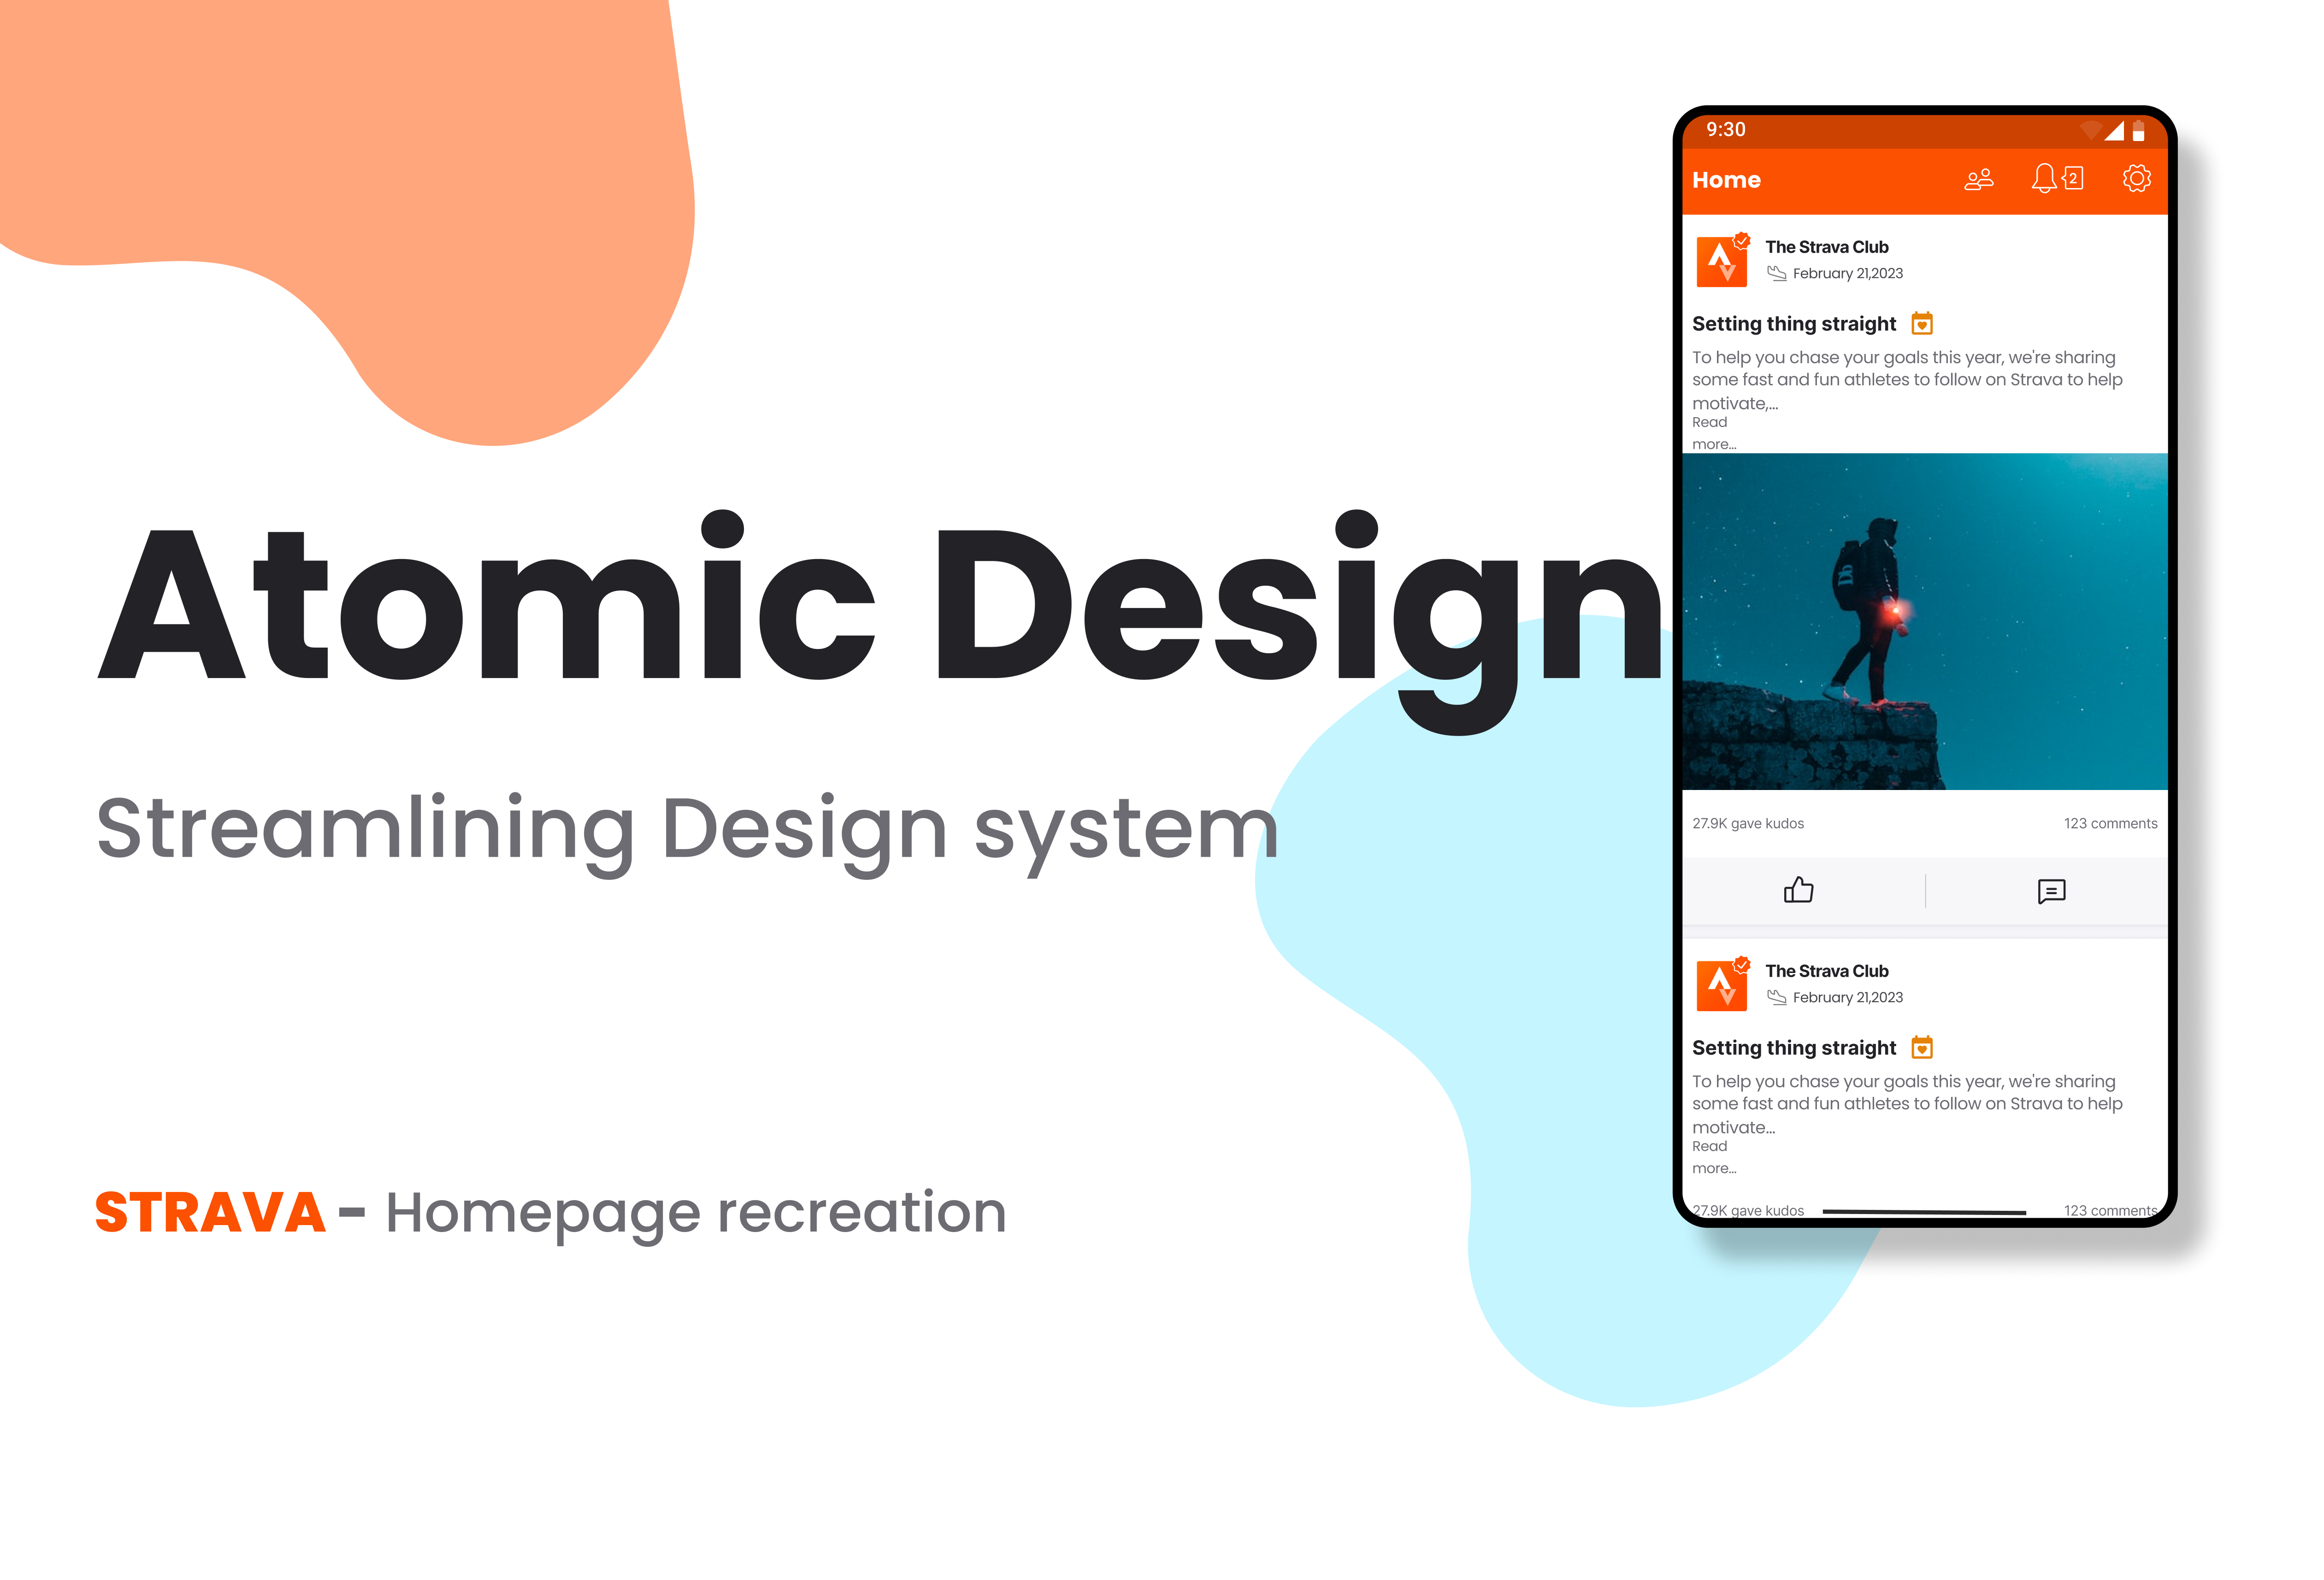 Atomic Design
Streamlining Design system
STRAVA - Homepage recreation
9:30
Home
2
The Strava Club
February 21,2023
Setting thing straight
To help you chase your goals this year, we're sharing
some fast and fun athletes to follow on Strava to help
motivate,...
Read
more...
27.9K gave kudos
123 comments
The Strava Club
February 21,2023
Setting thing straight
To help you chase your goals this year, we're sharing
some fast and fun athletes to follow on Strava to help
motivate...
Read
more...
27.9K gave kudos
123 comments